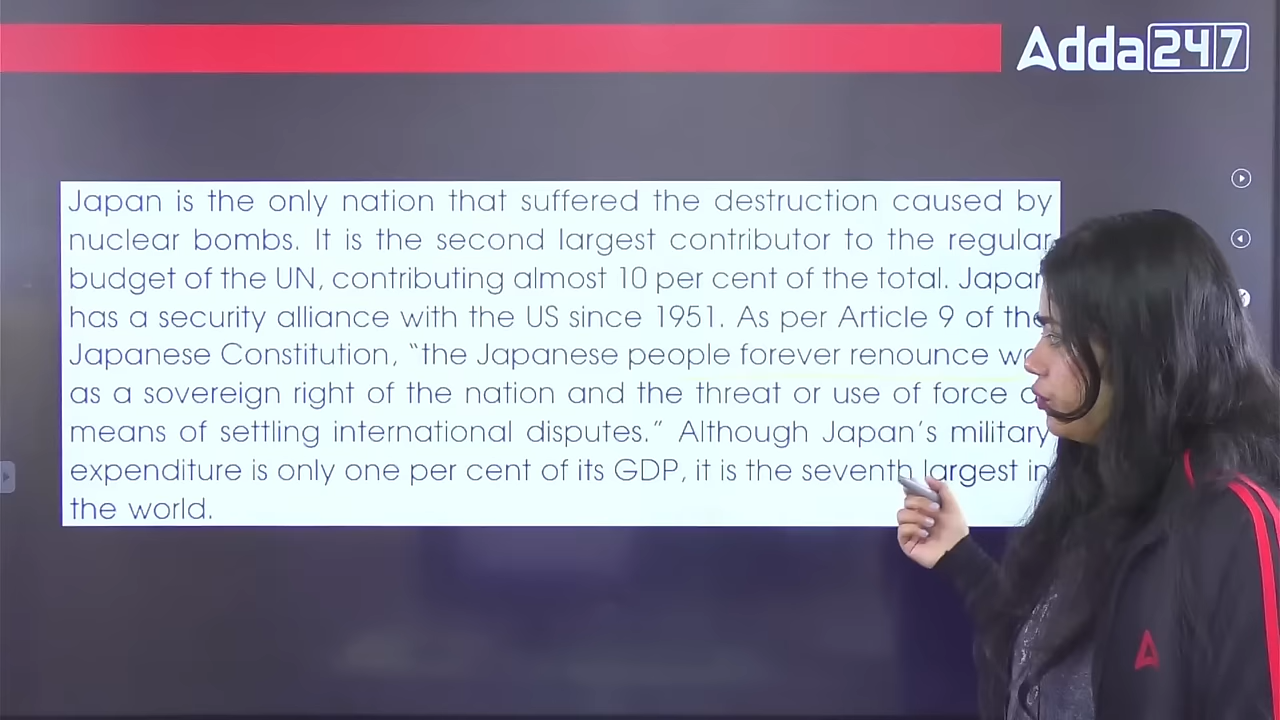 Adda247
Japan is the only nation that suffered the destruction caused by
nuclear bombs. It is the second largest contributor to the regular
budget of the UN, contributing almost 10 per cent of the total. Japan
has a security alliance with the US since 1951. As per Article 9 of the
Japanese Constitution, “the Japanese people forever renounce
as a sovereign right of the nation and the threat or use of force
means of settling international disputes.” Although Japan’s military
expenditure is only one per cent of its GDP, it is the seventh largest in
the world.